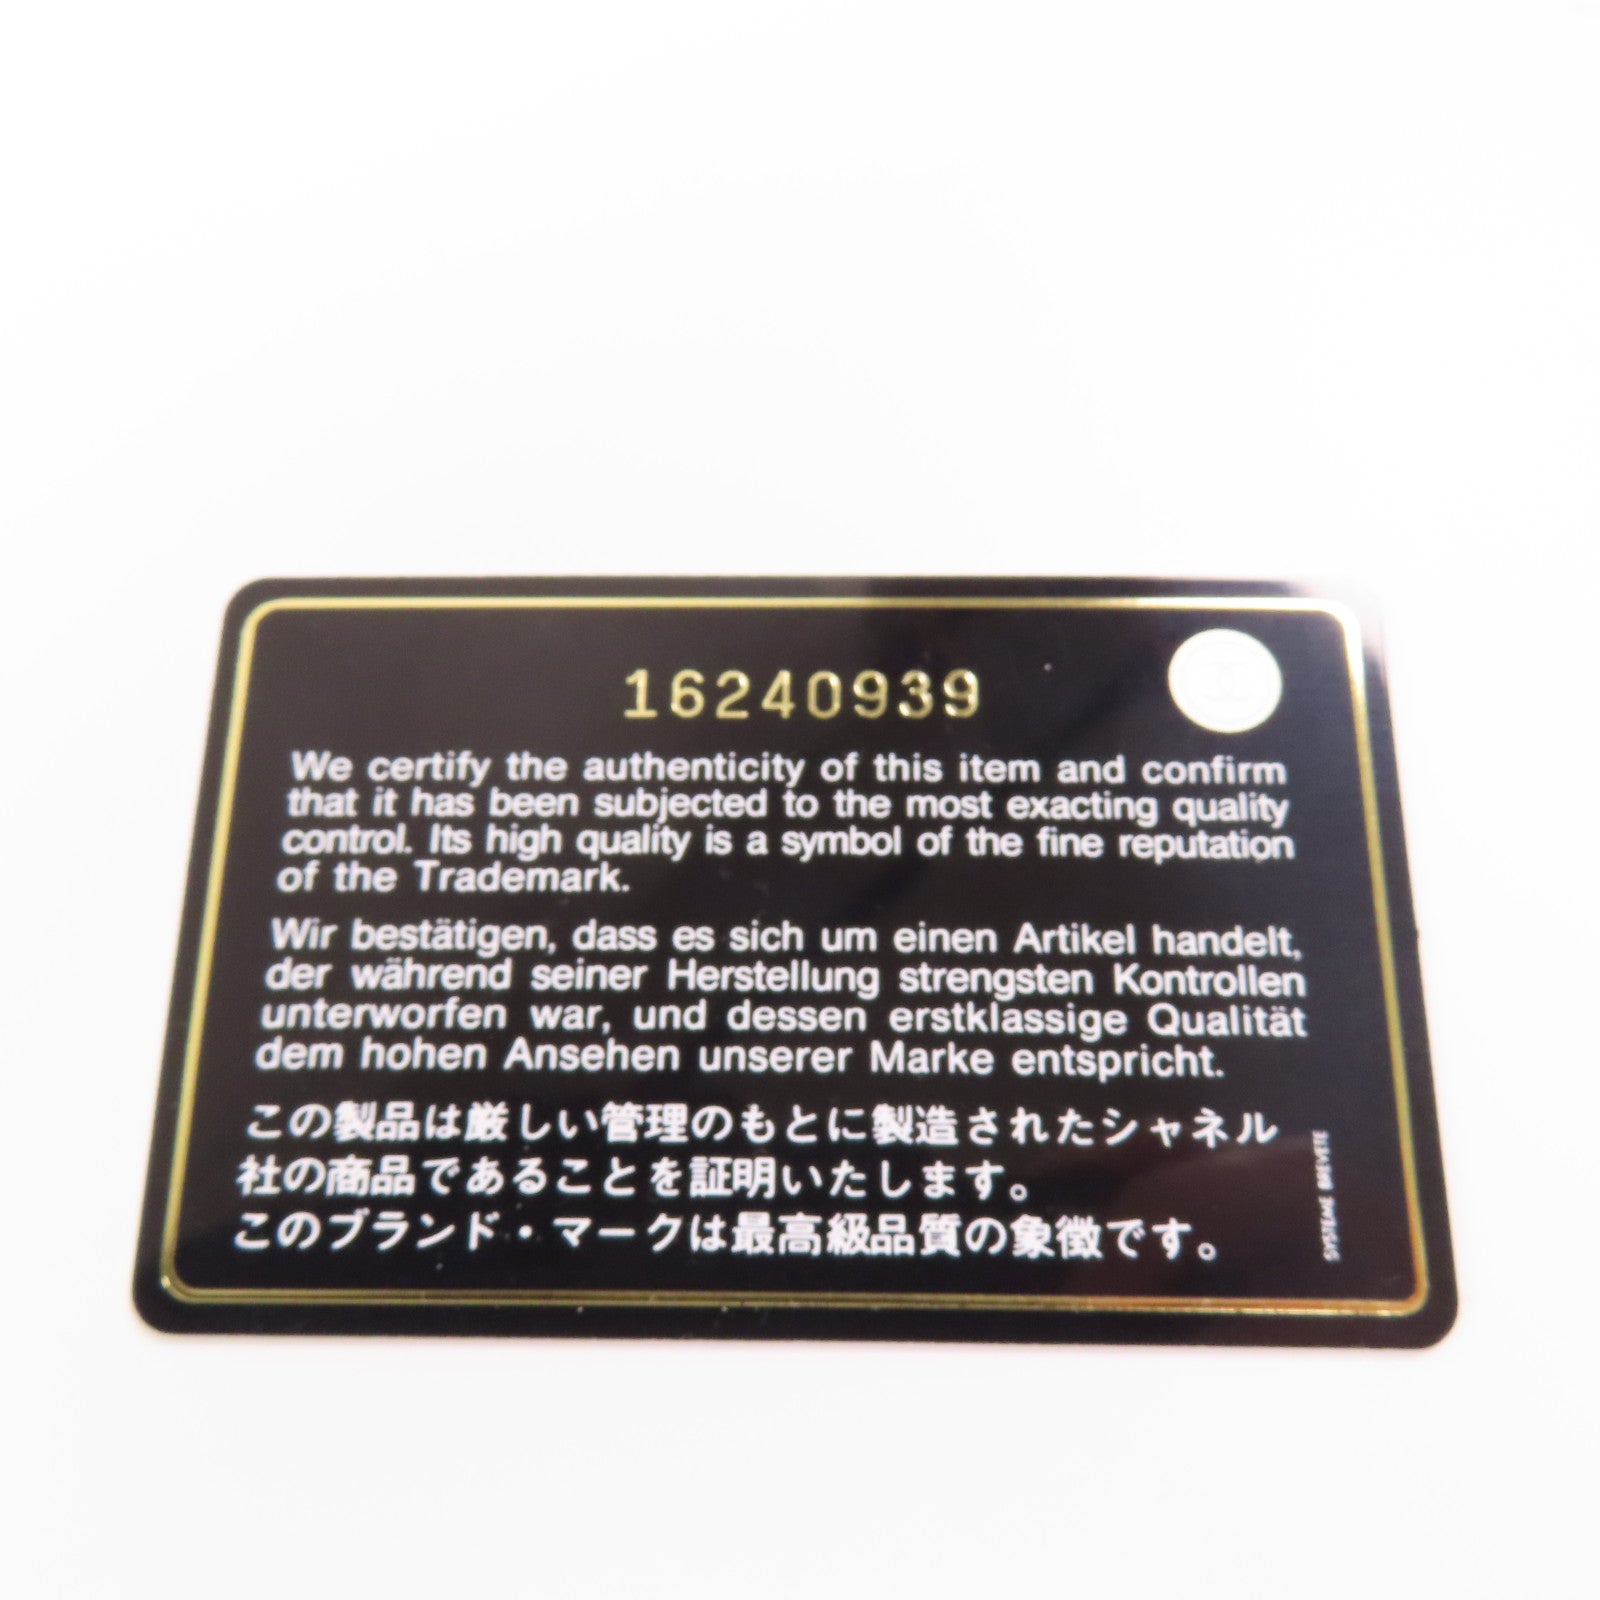 16240939
We certify the authenticity of this item and confirm
that it has been subjected to the most exacting quality
control. Its high quality is a symbol of the fine reputation
of the Trademark.
Wir bestätigen, dass es sich um einen Artikel handelt,
der während seiner Herstellung strengsten Kontrollen
unterworfen war, und dessen erstklassige Qualität
dem hohen Ansehen unserer Marke entspricht.
この製品は厳しい管理のもとに製造されたシャネル
社の商品であることを証明いたします。
このブランド・マークは最高級品質の象徴です。
SYSTEME BREVETE